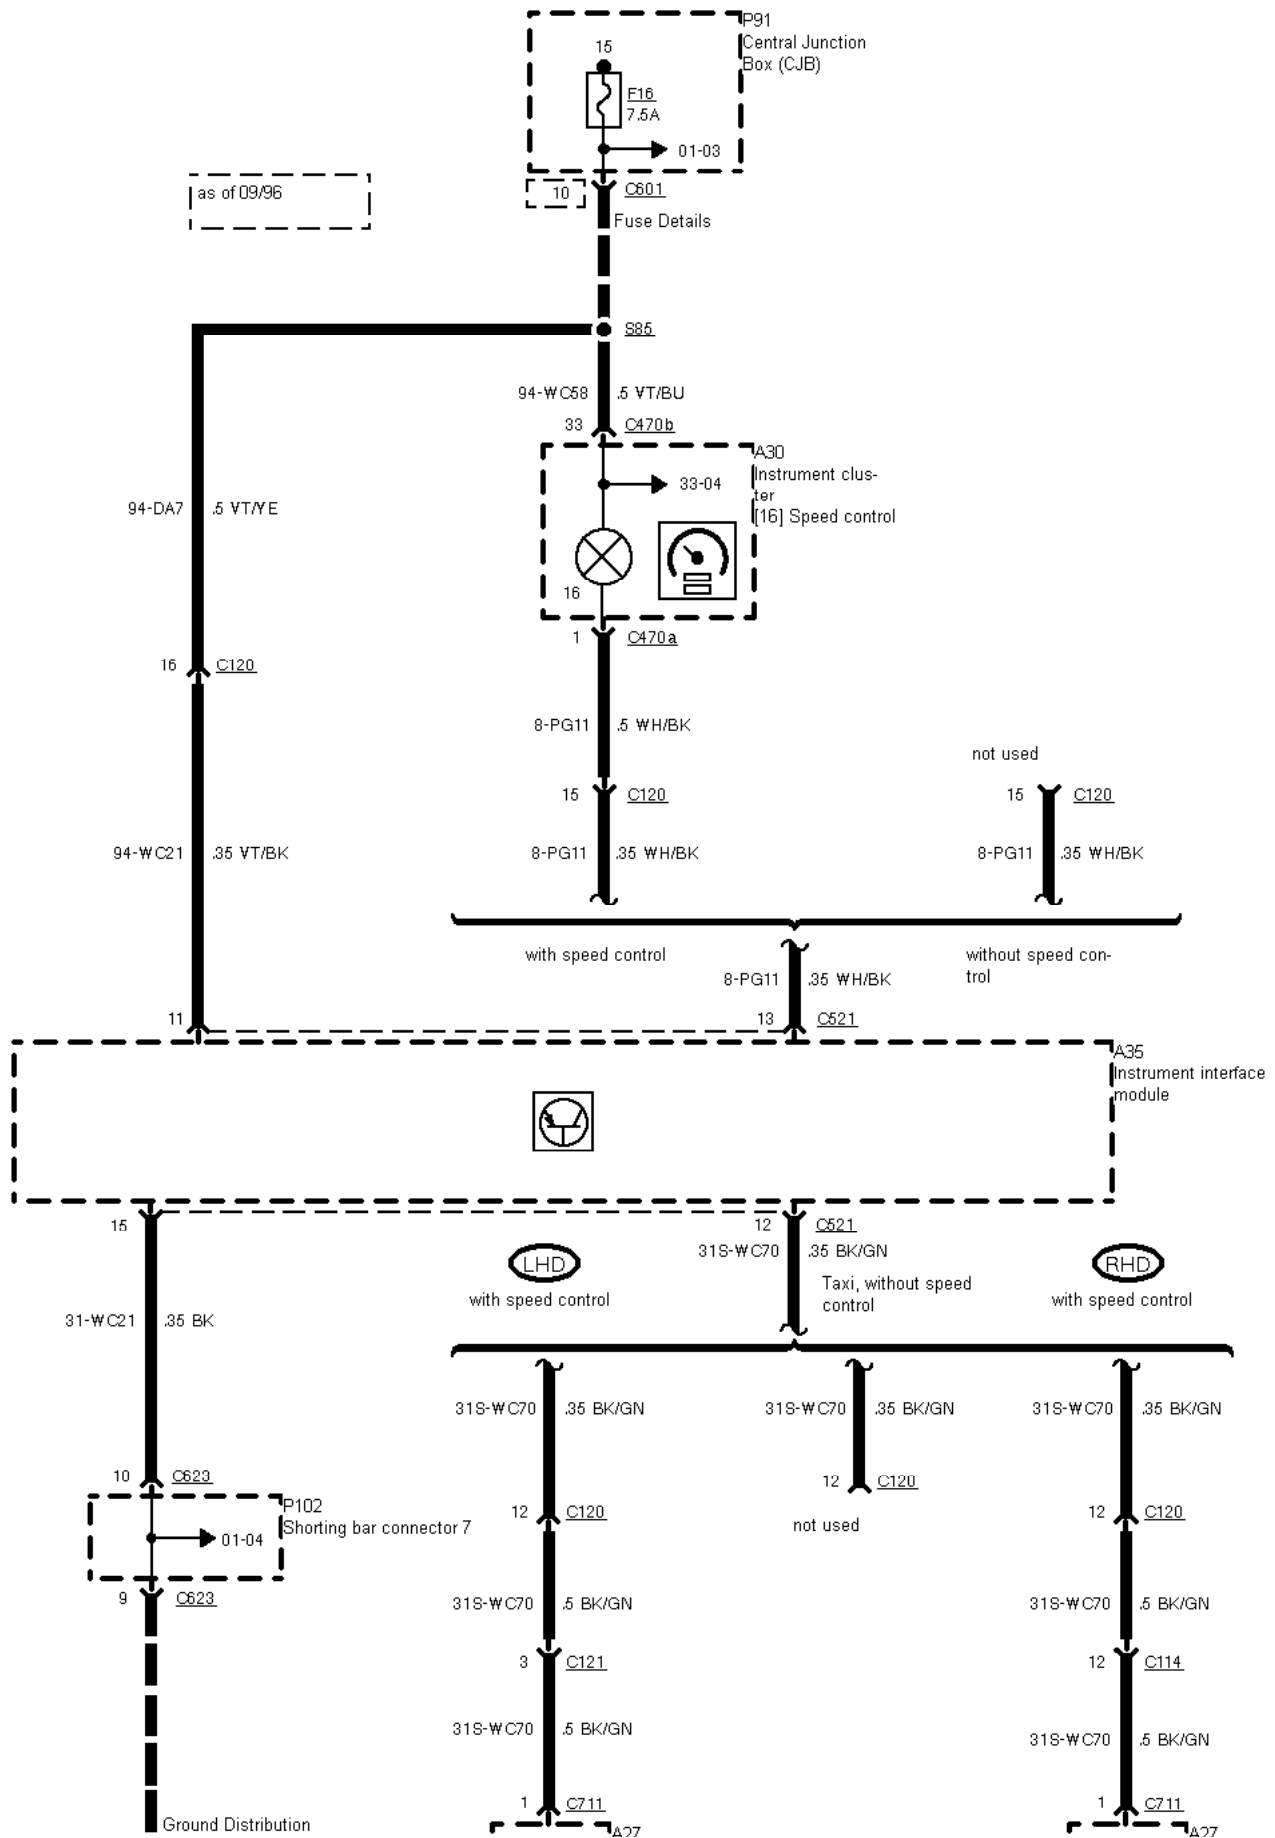 P91
Central Junction
Box (CJB)
15
F16
7.5A
01-03
as of 09/96
10
C601
Fuse Details
S85
94-WC58
.5 VT/BU
33
C470b
A30
Instrument clus-
ter
[16] Speed control
33-04
94-DA7
.5 VT/YE
16
1
C470a
16
C120
8-PG11
.5 WH/BK
not used
15
C120
15
C120
94-WC21
.35 VT/BK
8-PG11
.35 WH/BK
8-PG11
.35 WH/BK
with speed control
without speed con-
trol
8-PG11
.35 WH/BK
11
13
C521
A35
Instrument interface
module
15
12
C521
31S-WC70
.35 BK/GN
LHD
RHD
with speed control
Taxi, without speed
control
with speed control
31-WC21
.35 BK
31S-WC70
.35 BK/GN
31S-WC70
.35 BK/GN
31S-WC70
.35 BK/GN
10
C623
12
C120
P102
Shorting bar connector 7
01-04
12
C120
not used
12
C120
9
C623
31S-WC70
.5 BK/GN
31S-WC70
.5 BK/GN
3
C121
12
C114
31S-WC70
.5 BK/GN
31S-WC70
.5 BK/GN
1
C711
1
C711
Ground Distribution
A27
A27